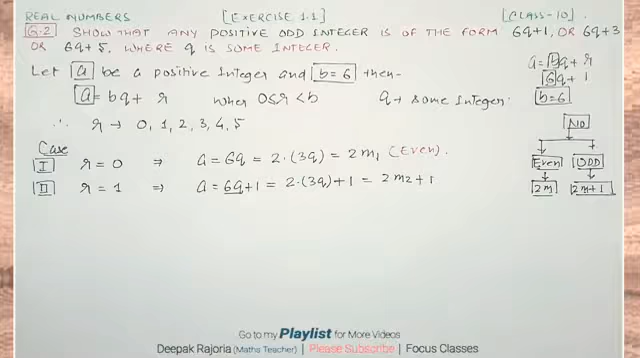 REAL NUMBERS [EXERCISE 1.1] [CLASS-10].
Q.2 SHOW THAT ANY POSITIVE ODD INTEGER IS OF THE FORM 6q+1, OR 6q+3
OR 6q+5, WHERE q IS SOME INTEGER.
Let a be a positive Integer and b=6 then- a=bq+r
a=bq+r when 0≤r<b q→ some Integer. 6q+1
b=6
∴ r → 0, 1, 2, 3, 4, 5
NO
Case
I r=0 ⇒ a=6q=2.(3q)=2m1 (Even). Even ODD
II r=1 ⇒ a=6q+1=2.(3q)+1=2m2+1 2m 2m+1
Go to my Playlist for More Videos
Deepak Rajoria (Maths Teacher) | Please Subscribe | Focus Classes